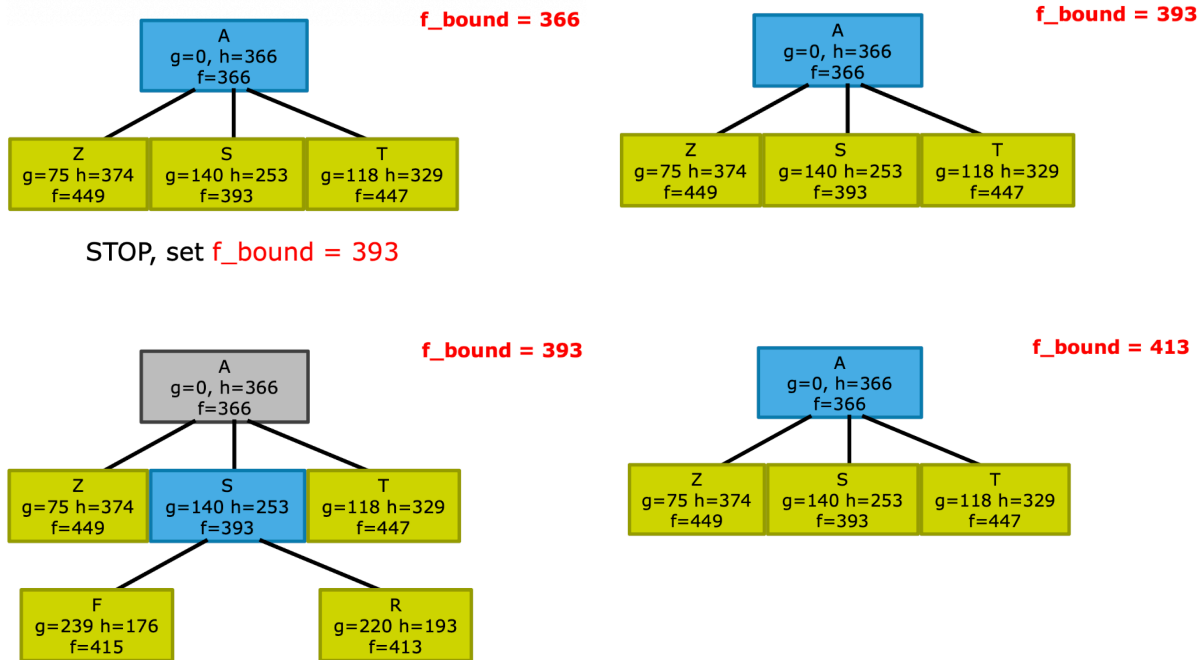 f_bound = 366
A
g=0, h=366
f=366
Z
g=75 h=374
f=449
S
g=140 h=253
f=393
T
g=118 h=329
f=447
STOP, set f_bound = 393
f_bound = 393
A
g=0, h=366
f=366
Z
g=75 h=374
f=449
S
g=140 h=253
f=393
T
g=118 h=329
f=447
f_bound = 393
A
g=0, h=366
f=366
Z
g=75 h=374
f=449
S
g=140 h=253
f=393
T
g=118 h=329
f=447
F
g=239 h=176
f=415
R
g=220 h=193
f=413
f_bound = 413
A
g=0, h=366
f=366
Z
g=75 h=374
f=449
S
g=140 h=253
f=393
T
g=118 h=329
f=447